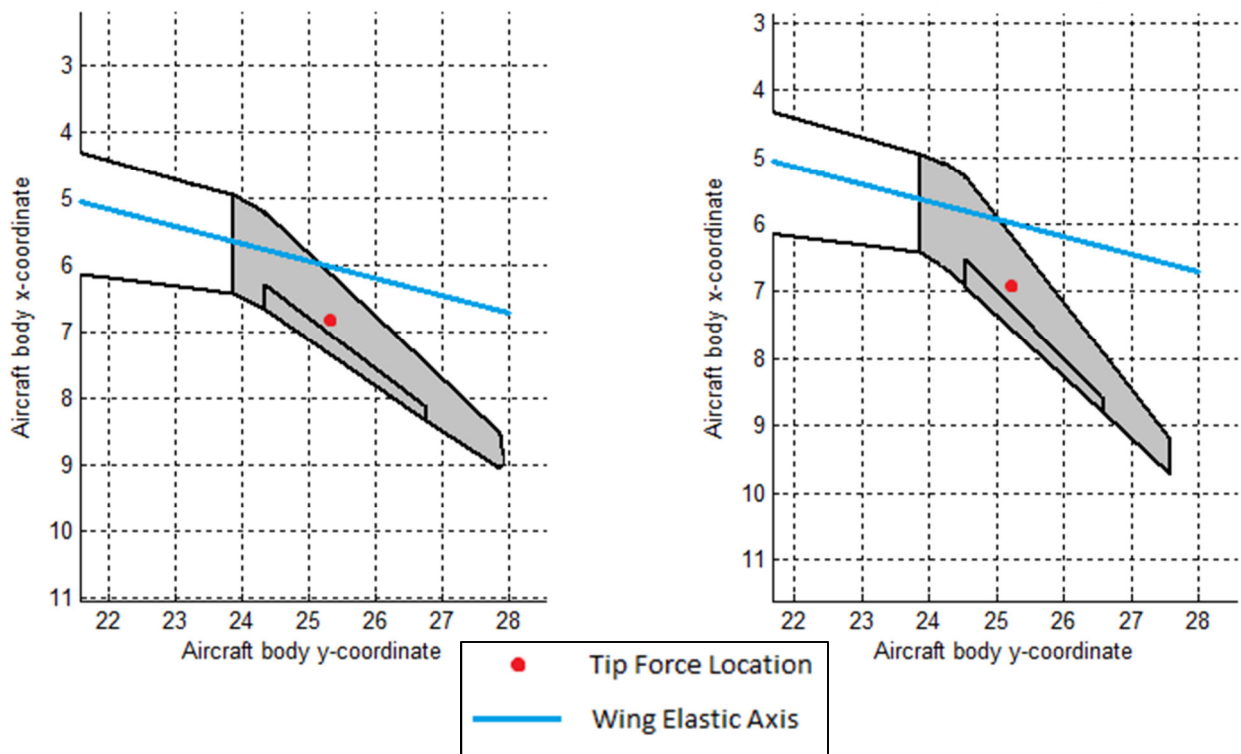 3
4
5
6
7
8
9
10
11
Aircraft body x-coordinate
22 23 24 25 26 27 28
Aircraft body y-coordinate
3
4
5
6
7
8
9
10
11
Aircraft body x-coordinate
22 23 24 25 26 27 28
Aircraft body y-coordinate
Tip Force Location
Wing Elastic Axis